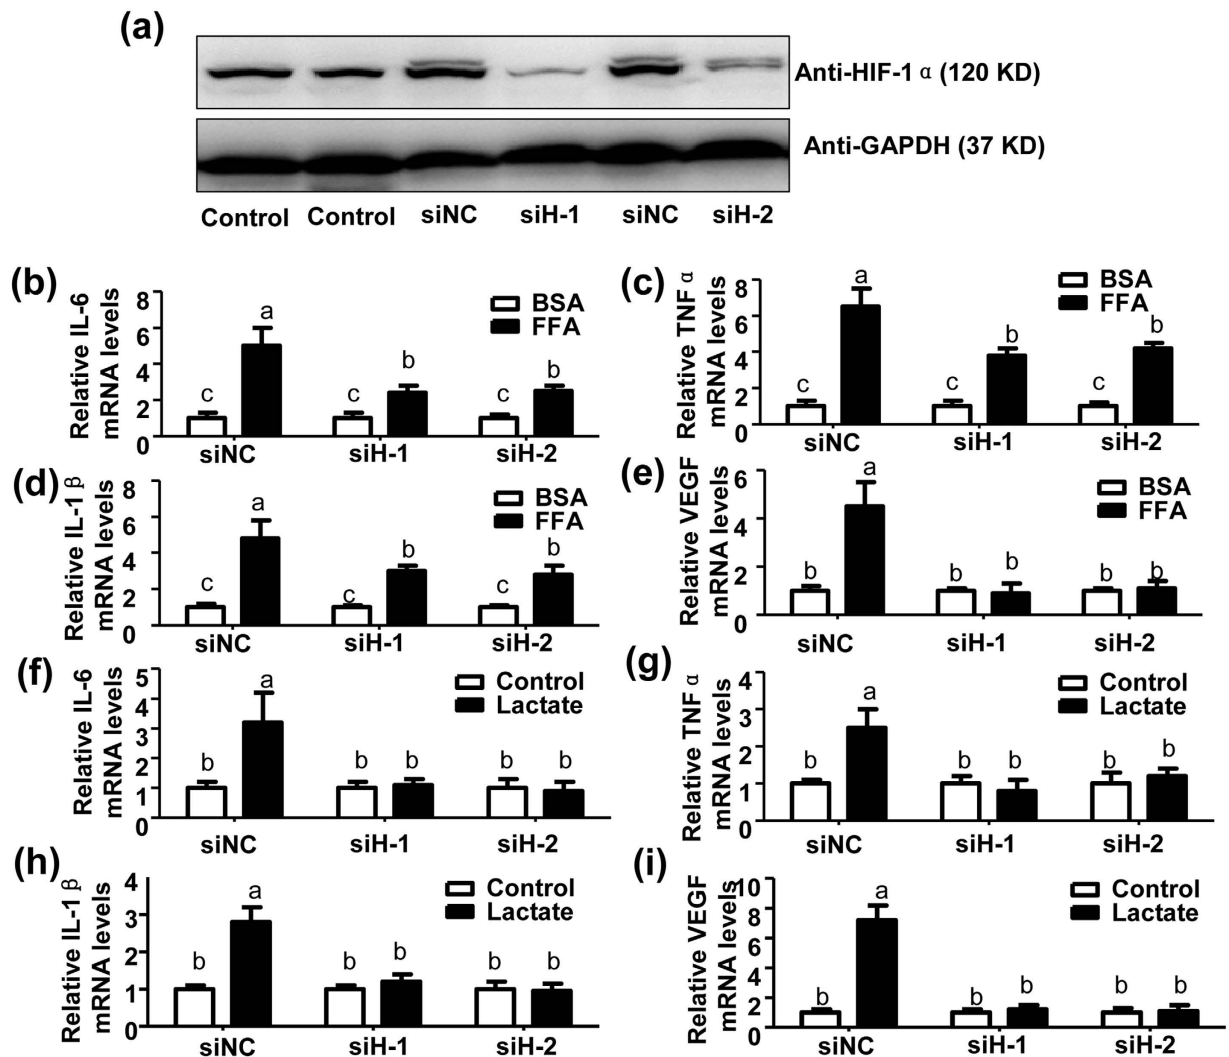 (a)
Anti-HIF-1α (120 KD)
Anti-GAPDH (37 KD)
Control Control siNC siH-1 siNC siH-2
(b)
Relative IL-6
mRNA levels
8
6
4
2
0
c a c b c b
BSA
FFA
siNC siH-1 siH-2
(c)
Relative TNFα
mRNA levels
8
6
4
2
0
c a c b c b
BSA
FFA
siNC siH-1 siH-2
(d)
Relative IL-1β
mRNA levels
8
6
4
2
0
c a c b c b
BSA
FFA
siNC siH-1 siH-2
(e)
Relative VEGF
mRNA levels
6
4
2
0
b a b b b b
BSA
FFA
siNC siH-1 siH-2
(f)
Relative IL-6
mRNA levels
5
4
3
2
1
0
b a b b b b
Control
Lactate
siNC siH-1 siH-2
(g)
Relative TNFα
mRNA levels
4
3
2
1
0
b a b b b b
Control
Lactate
siNC siH-1 siH-2
(h)
Relative IL-1β
mRNA levels
4
3
2
1
0
b a b b b b
Control
Lactate
siNC siH-1 siH-2
(i)
Relative VEGF
mRNA levels
10
8
6
4
2
0
b a b b b b
Control
Lactate
siNC siH-1 siH-2